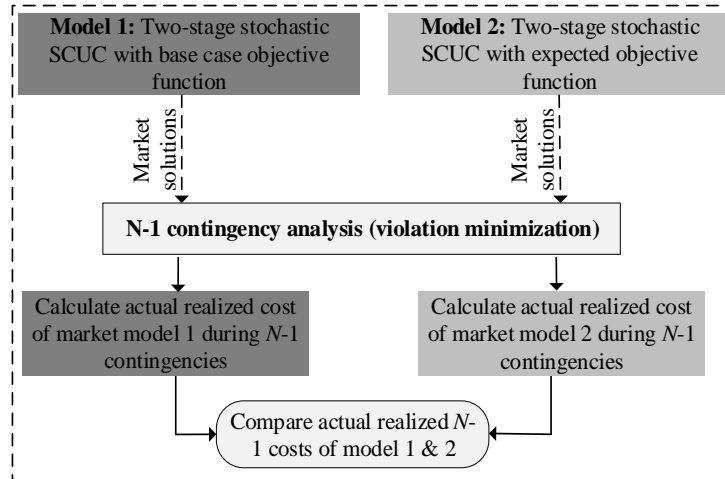 Model 1: Two-stage stochastic
SCUC with base case objective
function
Model 2: Two-stage stochastic
SCUC with expected objective
function
Market
solutions
Market
solutions
N-1 contingency analysis (violation minimization)
Calculate actual realized cost
of market model 1 during N-1
contingencies
Calculate actual realized cost
of market model 2 during N-1
contingencies
Compare actual realized N-
1 costs of model 1 & 2